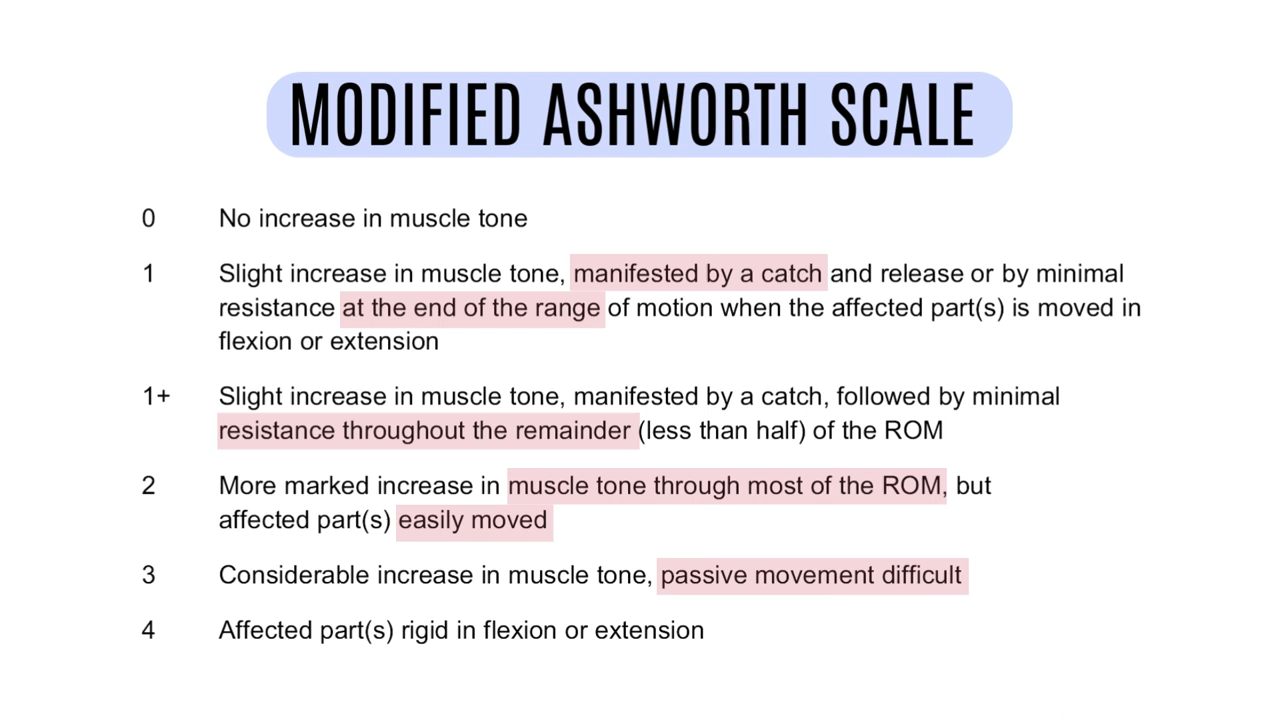 MODIFIED ASHWORTH SCALE
0 No increase in muscle tone
1 Slight increase in muscle tone, manifested by a catch and release or by minimal
resistance at the end of the range of motion when the affected part(s) is moved in
flexion or extension
1+ Slight increase in muscle tone, manifested by a catch, followed by minimal
resistance throughout the remainder (less than half) of the ROM
2 More marked increase in muscle tone through most of the ROM, but
affected part(s) easily moved
3 Considerable increase in muscle tone, passive movement difficult
4 Affected part(s) rigid in flexion or extension